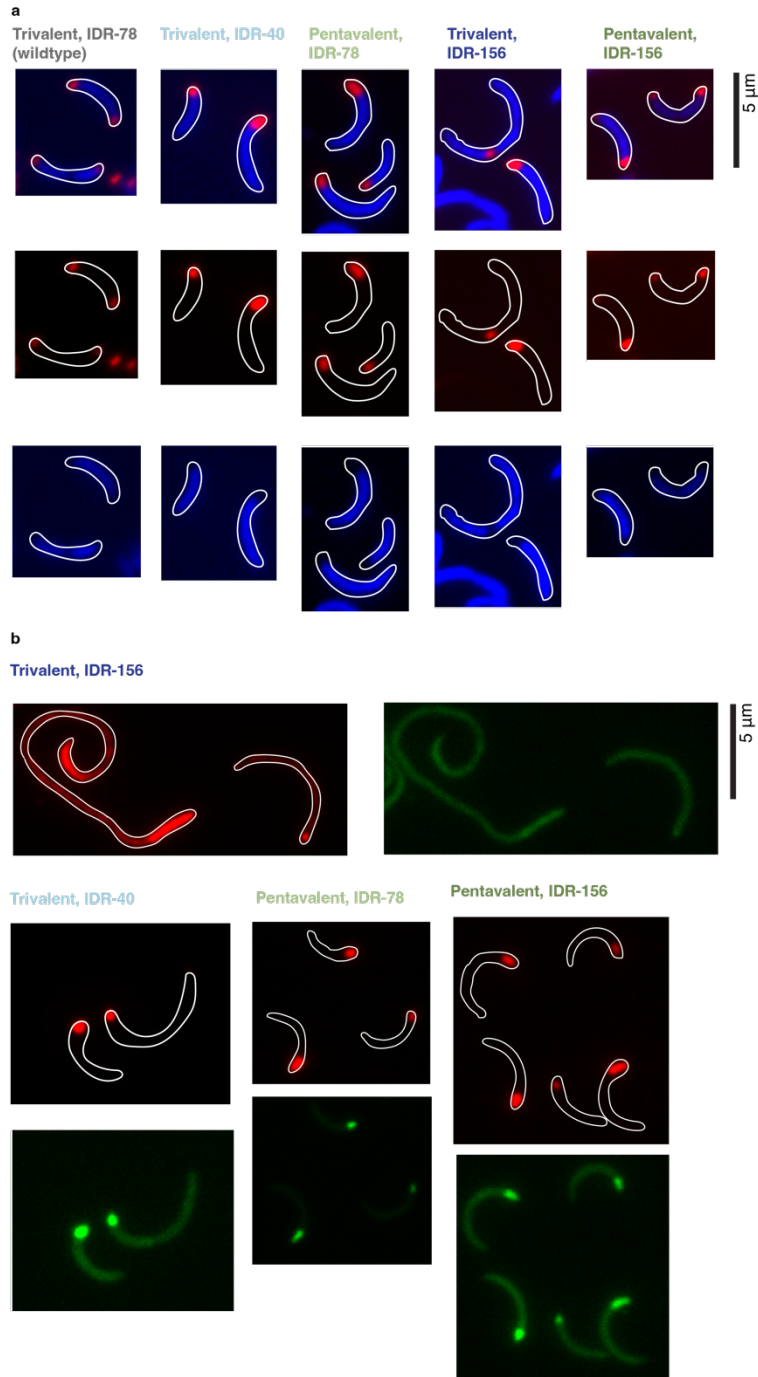 a
Trivalent, IDR-78
(wildtype)
Trivalent, IDR-40
Pentavalent,
IDR-78
Trivalent,
IDR-156
Pentavalent,
IDR-156
5 µm
b
Trivalent, IDR-156
5 µm
Trivalent, IDR-40
Pentavalent, IDR-78
Pentavalent, IDR-156